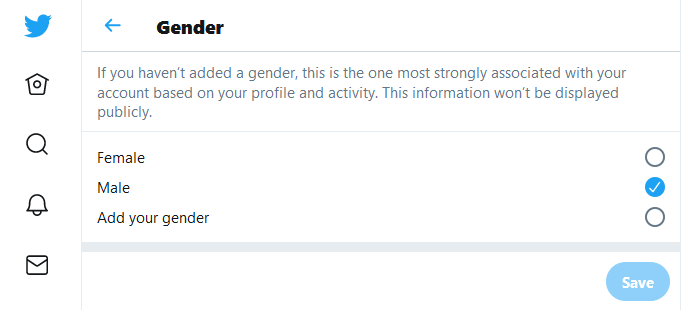 Gender
If you haven’t added a gender, this is the one most strongly associated with your
account based on your profile and activity. This information won’t be displayed
publicly.
Female
Male
Add your gender
Save